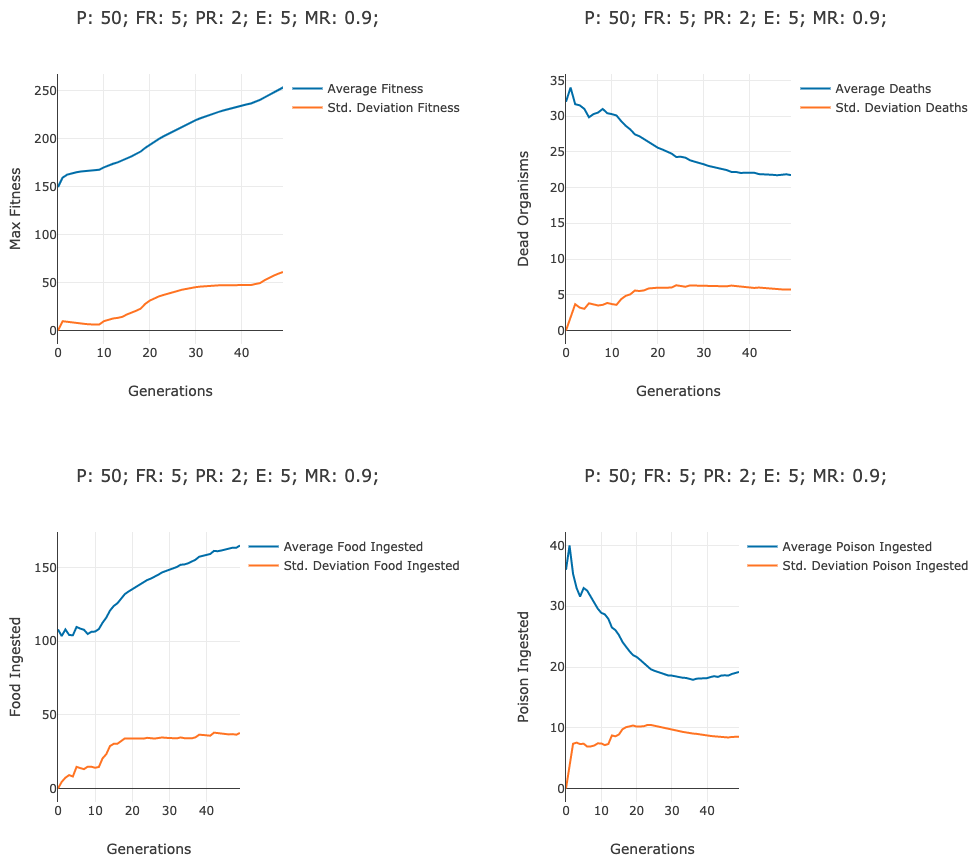 P: 50; FR: 5; PR: 2; E: 5; MR: 0.9;
Max Fitness
250
200
150
100
50
0
0 10 20 30 40
Generations
Average Fitness
Std. Deviation Fitness
P: 50; FR: 5; PR: 2; E: 5; MR: 0.9;
Dead Organisms
35
30
25
20
15
10
5
0
0 10 20 30 40
Generations
Average Deaths
Std. Deviation Deaths
P: 50; FR: 5; PR: 2; E: 5; MR: 0.9;
Food Ingested
150
100
50
0
0 10 20 30 40
Generations
Average Food Ingested
Std. Deviation Food Ingested
P: 50; FR: 5; PR: 2; E: 5; MR: 0.9;
Poison Ingested
40
30
20
10
0
0 10 20 30 40
Generations
Average Poison Ingested
Std. Deviation Poison Ingested